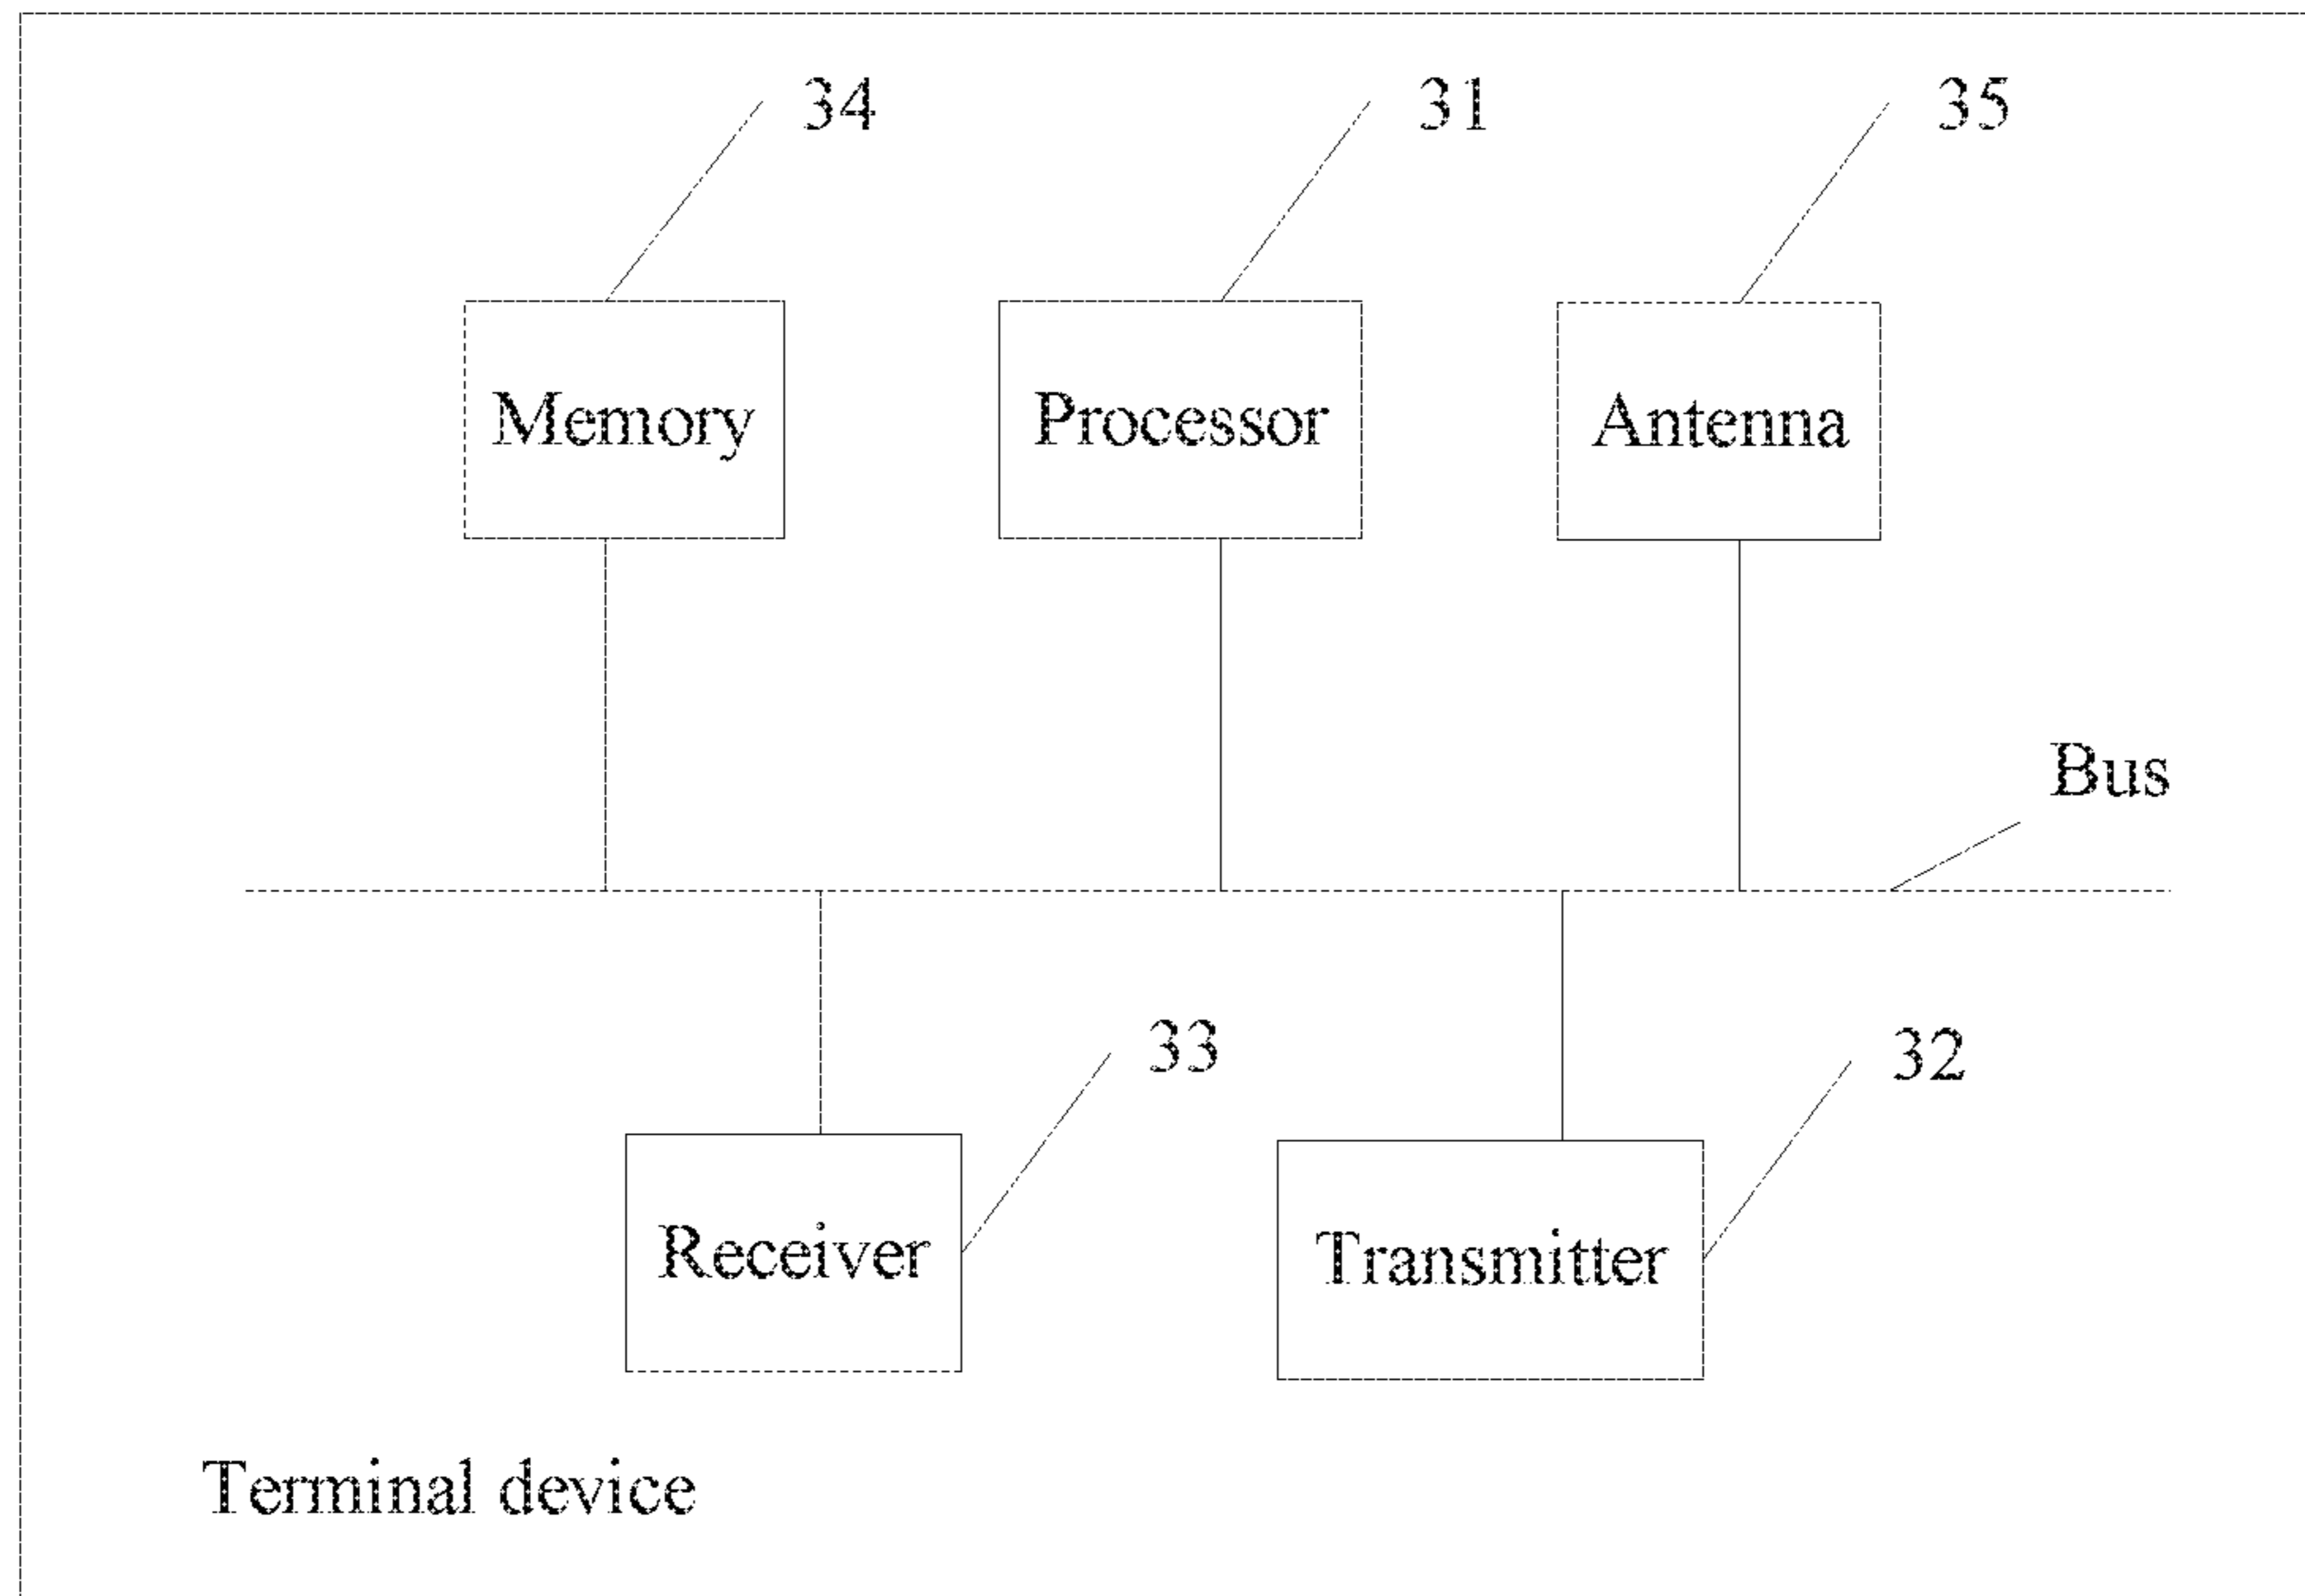 34
31
35
Memory
Processor
Antenna
Bus
33
32
Receiver
Transmitter
Terminal device